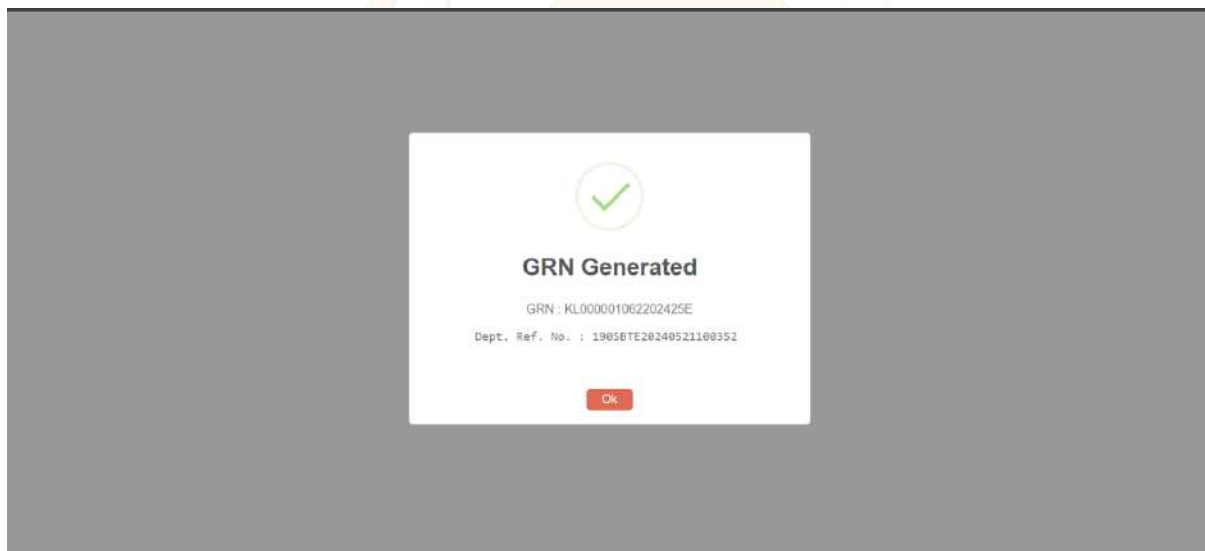 GRN Generated
GRN : KL000001062202425E
Dept. Ref. No. : 190SBTE20240521100352
Ok